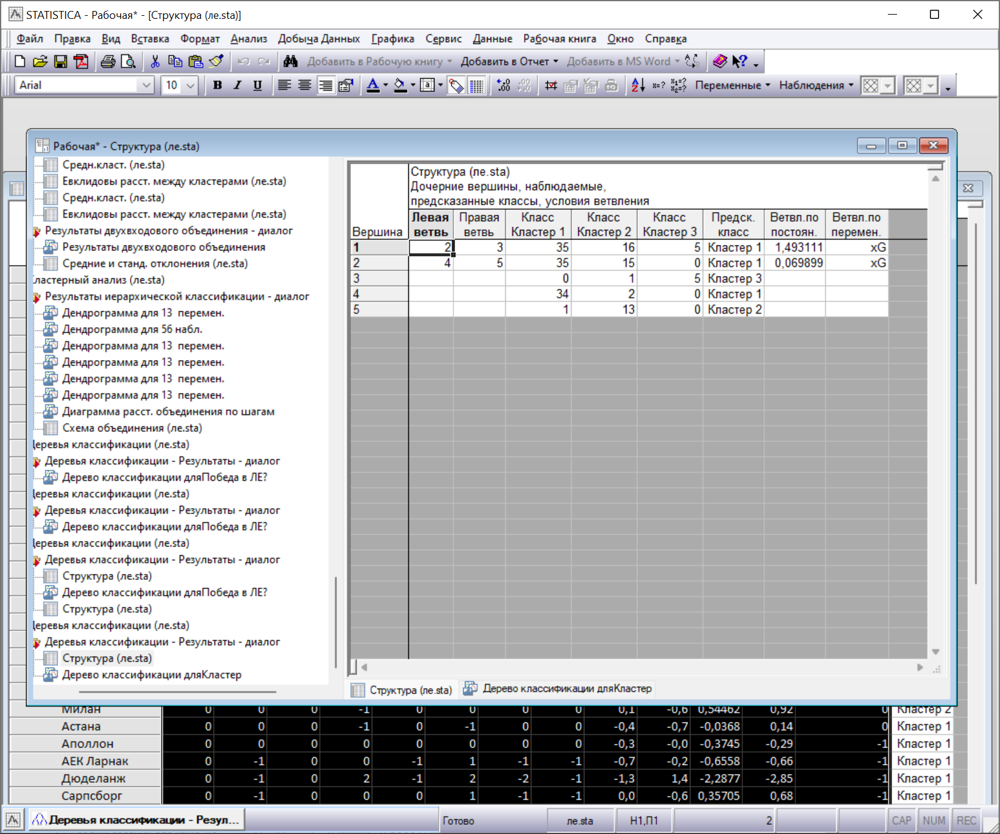 STATISTICA - Рабочая* - [Структура (ле.sta)]
Файл Правка Вид Вставка Формат Анализ Добыча Данных Графика Сервис Данные Рабочая книга Окно Справка
Добавить в Рабочую книгу Добавить в Отчет Добавить в MS Word
Arial 10 B I U Переменные Наблюдения
Рабочая* - Структура (ле.sta)
Средн.класт. (ле.sta)
Евклидовы расст. между кластерами (ле.sta)
Средн.класт. (ле.sta)
Евклидовы расст. между кластерами (ле.sta)
Результаты двухвходового объединения - диалог
Результаты двухвходового объединения
Средние и станд. отклонения (ле.sta)
Кластерный анализ (ле.sta)
Результаты иерархической классификации - диалог
Дендрограмма для 13 перемен.
Дендрограмма для 56 набл.
Дендрограмма для 13 перемен.
Дендрограмма для 13 перемен.
Дендрограмма для 13 перемен.
Дендрограмма для 13 перемен.
Диаграмма расст. объединения по шагам
Схема объединения (ле.sta)
Деревья классификации (ле.sta)
Деревья классификации - Результаты - диалог
Дерево классификации дляПобеда в ЛЕ?
Деревья классификации (ле.sta)
Деревья классификации - Результаты - диалог
Дерево классификации дляПобеда в ЛЕ?
Деревья классификации (ле.sta)
Деревья классификации - Результаты - диалог
Структура (ле.sta)
Дерево классификации дляПобеда в ЛЕ?
Структура (ле.sta)
Деревья классификации (ле.sta)
Деревья классификации - Результаты - диалог
Структура (ле.sta)
Дерево классификации дляКластер
Структура (ле.sta)
Дочерние вершины, наблюдаемые,
предсказанные классы, условия ветвления
Левая Правая Класс Класс Класс Предск. Ветвл.по Ветвл.по
Вершина ветвь ветвь Кластер 1 Кластер 2 Кластер 3 класс постоян. перемен.
1 2 3 35 16 5 Кластер 1 1,493111 xG
2 4 5 35 15 0 Кластер 1 0,069899 xG
3 0 1 5 Кластер 3
4 34 2 0 Кластер 1
5 1 13 0 Кластер 2
Структура (ле.sta) Дерево классификации дляКластер
Милан 0 0 0 -1 0 0 0 0 0,1 -0,6 0,54462 0,92 0 Кластер 2
Астана 0 0 0 -1 0 -1 0 0 -0,4 -0,7 -0,0368 0,14 0 Кластер 1
Аполлон 0 0 0 0 0 0 0 0 -0,3 -0,0 -0,3745 -0,29 -1 Кластер 1
АЕК Ларнак 0 -1 0 0 -1 1 -1 -1 -0,7 -0,2 -0,6558 -0,66 -1 Кластер 1
Дюделанж 0 -1 0 2 -1 2 -2 -1 -1,3 1,4 -2,2877 -2,85 -1 Кластер 1
Сарпсборг 0 -1 0 0 0 1 -1 -1 0,0 -0,6 0,35705 0,68 -1 Кластер 1
Деревья классификации - Резул... Готово ле.sta Н1,П1 2 CAP NUM REC